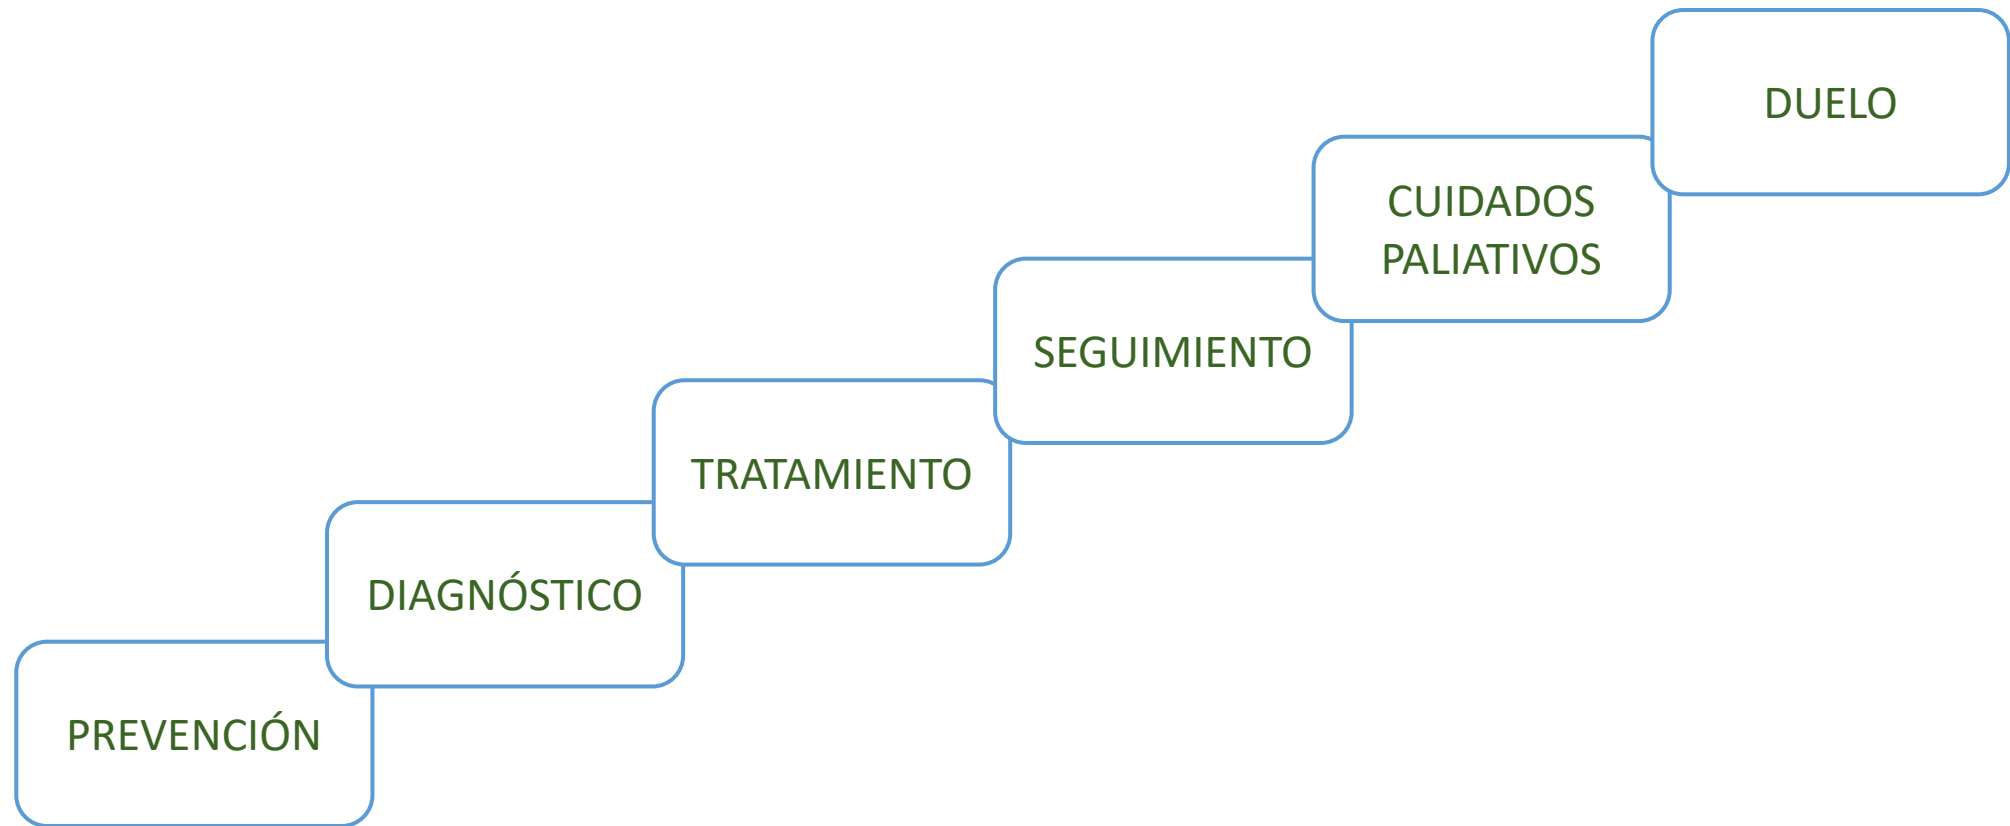 DUELO
CUIDADOS
PALIATIVOS
SEGUIMIENTO
TRATAMIENTO
DIAGNÓSTICO
PREVENCIÓN